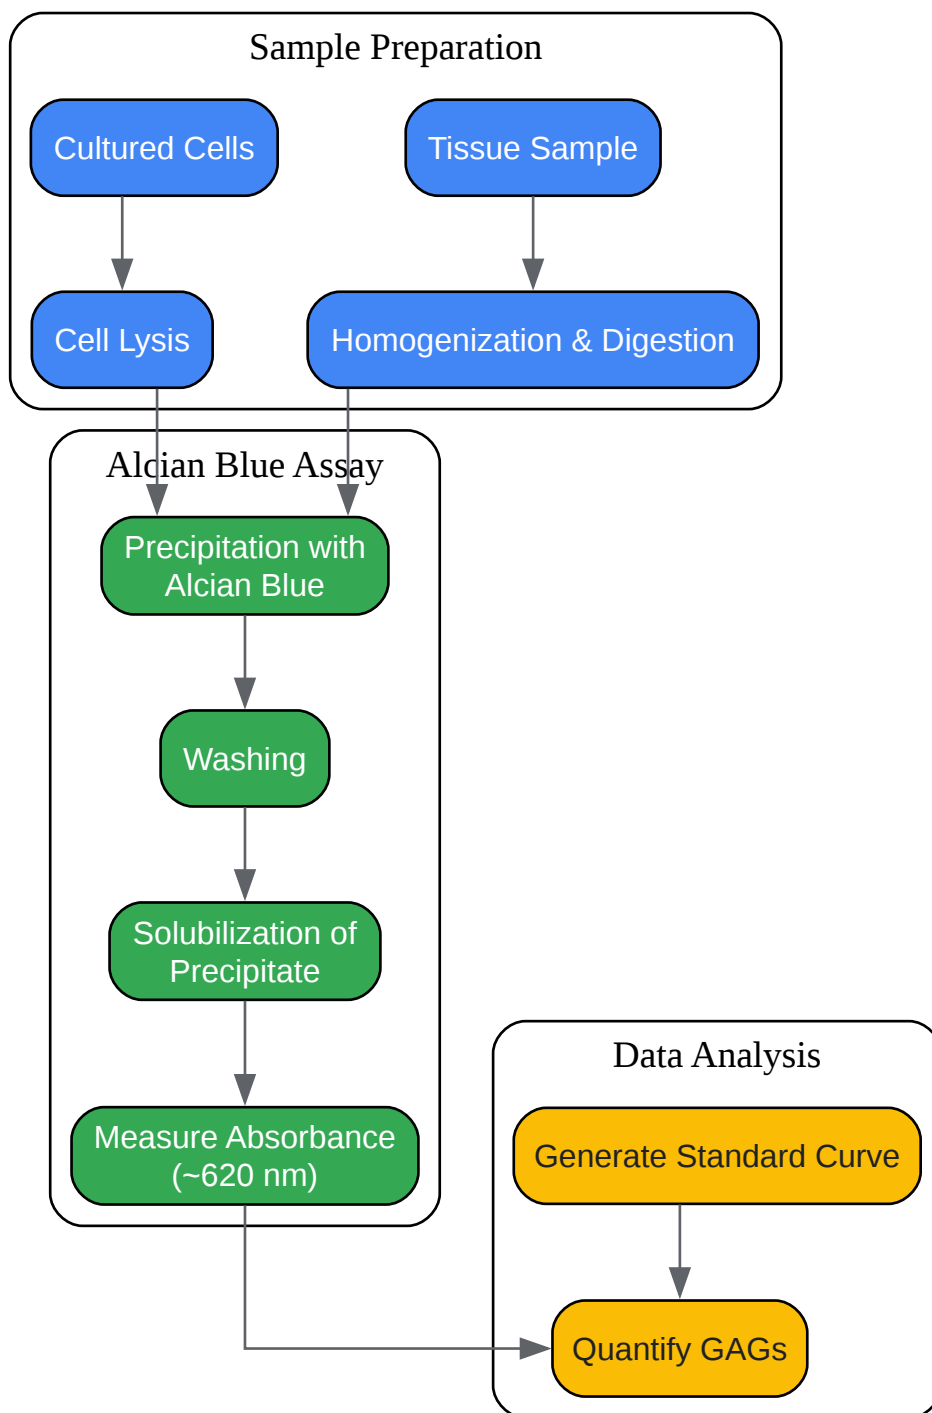 Sample Preparation
Cultured Cells
Tissue Sample
Cell Lysis
Homogenization & Digestion
Alcian Blue Assay
Precipitation with
Alcian Blue
Washing
Solubilization of
Precipitate
Measure Absorbance
(~620 nm)
Data Analysis
Generate Standard Curve
Quantify GAGs